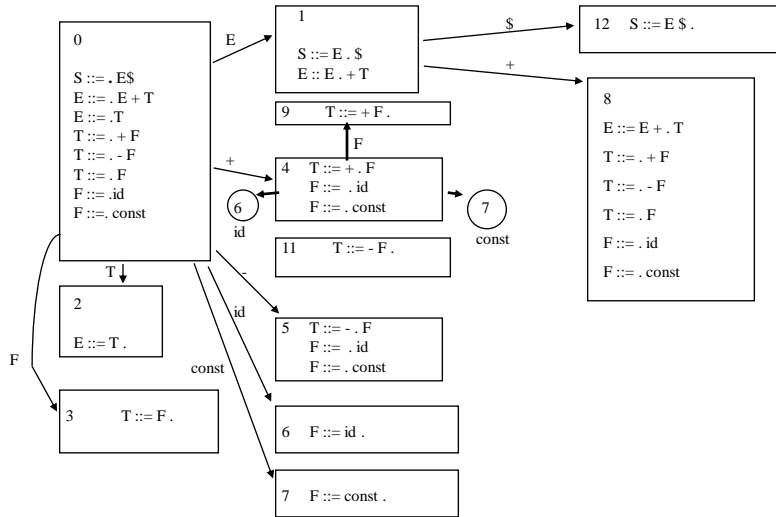 0
S ::= . E$
E ::= . E + T
E ::= .T
T ::= . + F
T ::= . - F
T ::= . F
F ::= .id
F ::=. const
E
1
S ::= E . $
E :: E . + T
$
12 S ::= E $ .
+
8
E ::= E + . T
T ::= . + F
T ::= . - F
T ::= . F
F ::= . id
F ::= . const
9 T ::= + F .
F
+
4 T ::= + . F
F ::= . id
F ::= . const
6
id
7
const
11 T ::= - F .
-
5 T ::= - . F
F ::= . id
F ::= . const
T
2
E ::= T .
id
const
F
3 T ::= F .
6 F ::= id .
7 F ::= const .